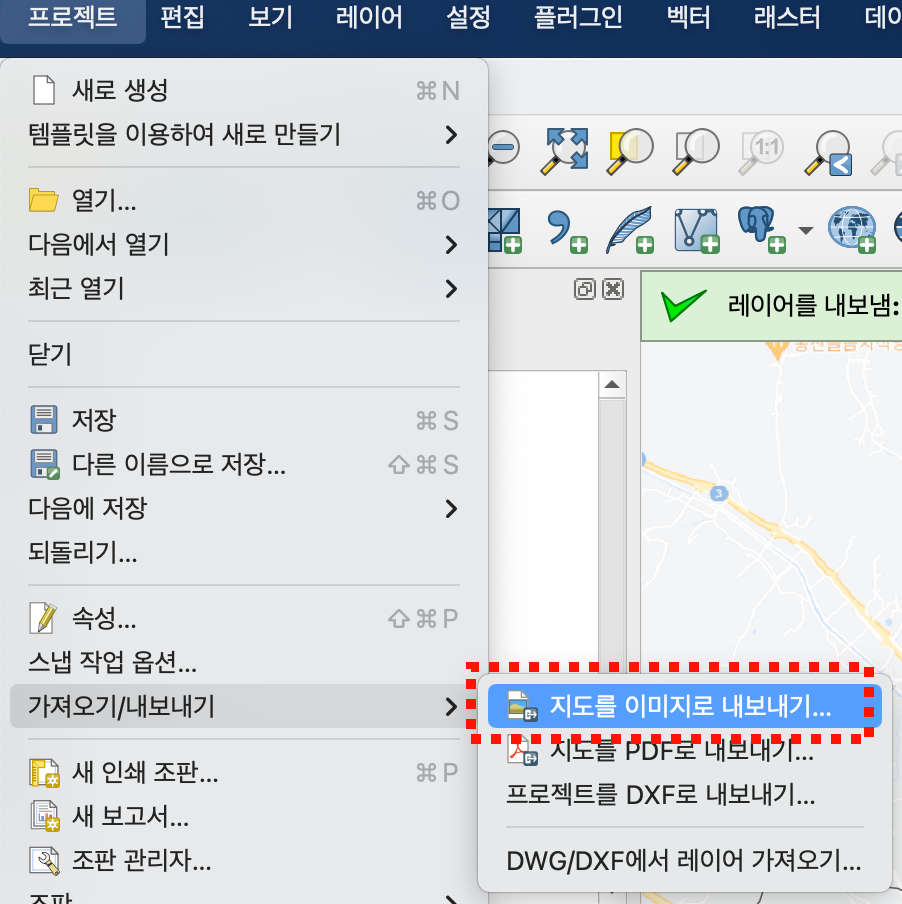 프로젝트 편집 보기 레이어 설정 플러그인 벡터 래스터
새로 생성 ⌘N
템플릿을 이용하여 새로 만들기
1:1
열기... ⌘O
다음에서 열기
최근 열기
레이어를 내보냄:
닫기
저장 ⌘S
다른 이름으로 저장... ⇧⌘S
3
다음에 저장
되돌리기...
속성... ⇧⌘P
스냅 작업 옵션...
가져오기/내보내기
지도를 이미지로 내보내기...
지도를 PDF로 내보내기...
프로젝트를 DXF로 내보내기...
DWG/DXF에서 레이어 가져오기...
새 인쇄 조판... ⌘P
새 보고서...
조판 관리자...
조판